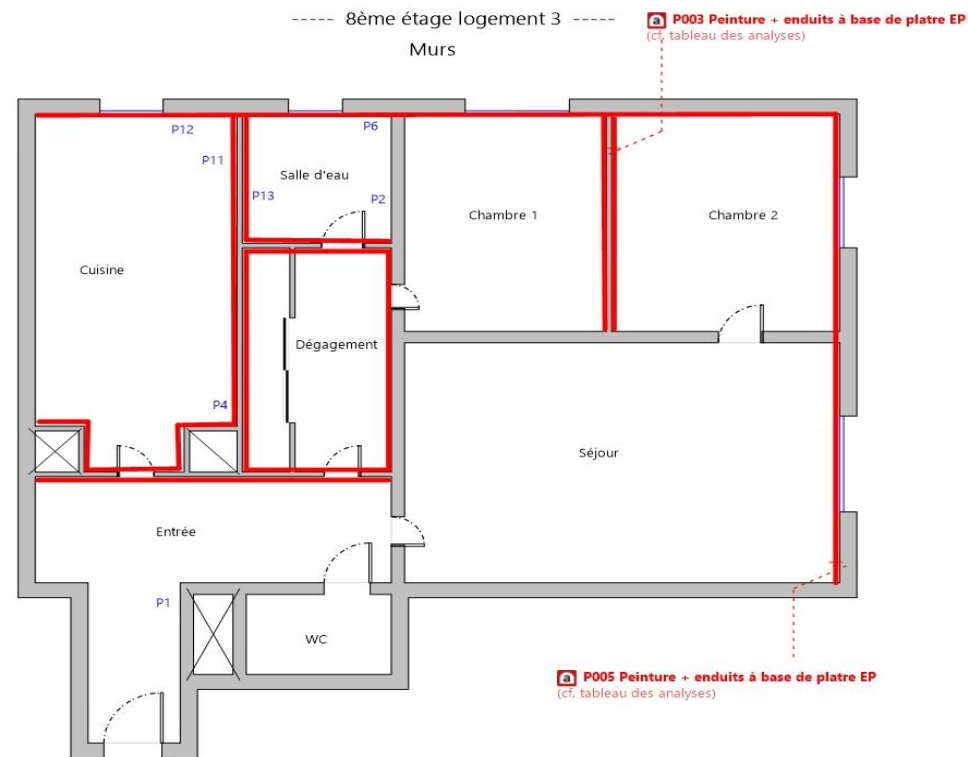 ----- 8ème étage logement 3 -----
Murs
a P003 Peinture + enduits à base de platre EP
(cf. tableau des analyses)
P12
P6
P11
Salle d'eau
P13
P2
Chambre 1
Chambre 2
Cuisine
Dégagement
P4
Séjour
Entrée
P1
WC
a P005 Peinture + enduits à base de platre EP
(cf. tableau des analyses)